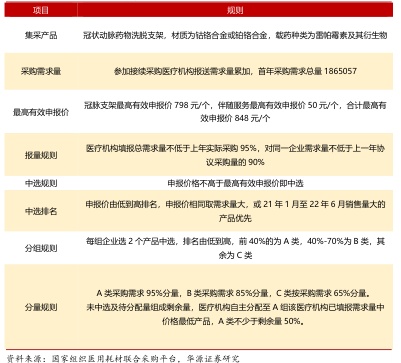 项目 规则
集采产品 冠状动脉药物洗脱支架，材质为钴铬合金或铂铬合金，载药种类为雷帕霉素及其衍生物
采购需求量 参加接续采购医疗机构报送需求量累加，首年采购需求总量 1865057
冠脉支架最高有效申报价 798 元/个，伴随服务最高有效申报价 50 元/个，合计最高有
最高有效申报价
效申报价 848 元/个
医疗机构填报总需求量不低于上年实际采购 95%，对同一企业需求量不低于上一年协
报量规则
议采购量的 90%
中选规则 申报价格不高于最高有效申报价即中选
申报价由低到高排名，申报价相同取需求量大，或 21 年 1 月至 22 年 6 月销售量大的
中选排名
产品优先
每组企业选 2 个产品中选，排名由低到高，前 40%的为 A 类，40%-70%为 B 类，其
分组规则
余为 C 类
A 类采购需求 95%分量，B 类采购需求 85%分量，C 类按采购需求 65%分量。
分量规则
未中选及待分配量组成剩余量，医疗机构自主分配至 A 组该医疗机构已填报需求量中
价格最低产品，A 类不少于剩余量 50%。
资料来源：国家组织医用耗材联合采购平台，华源证券研究